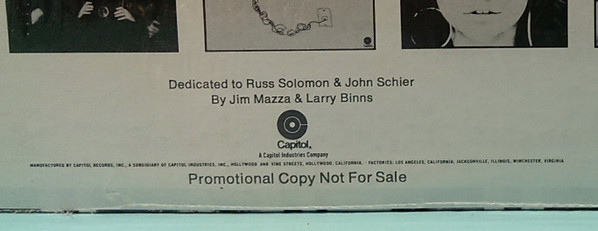 Dedicated to Russ Solomon & John Schier
By Jim Mazza & Larry Binns
Capitol®
A Capitol Industries Company
MANUFACTURED BY CAPITOL RECORDS, INC., A SUBSIDIARY OF CAPITOL INDUSTRIES, INC., HOLLYWOOD AND VINE STREETS, HOLLYWOOD, CALIFORNIA. · FACTORIES: LOS ANGELES, CALIFORNIA, JACKSONVILLE, ILLINOIS, WINCHESTER, VIRGINIA
Promotional Copy Not For Sale